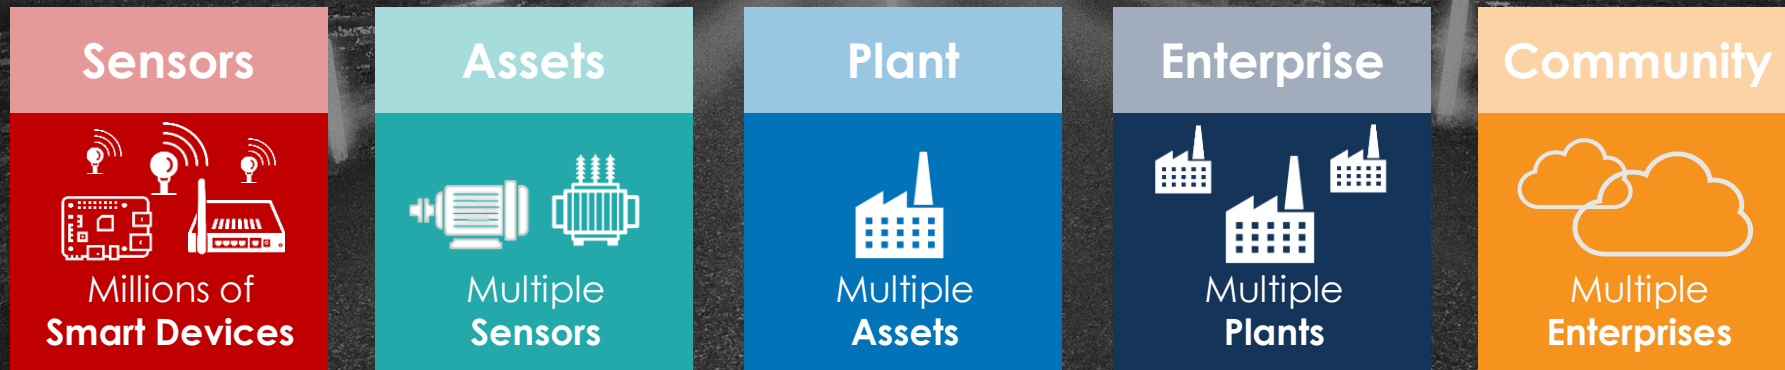 Sensors
Millions of
Smart Devices
Assets
Multiple
Sensors
Plant
Multiple
Assets
Enterprise
Multiple
Plants
Community
Multiple
Enterprises